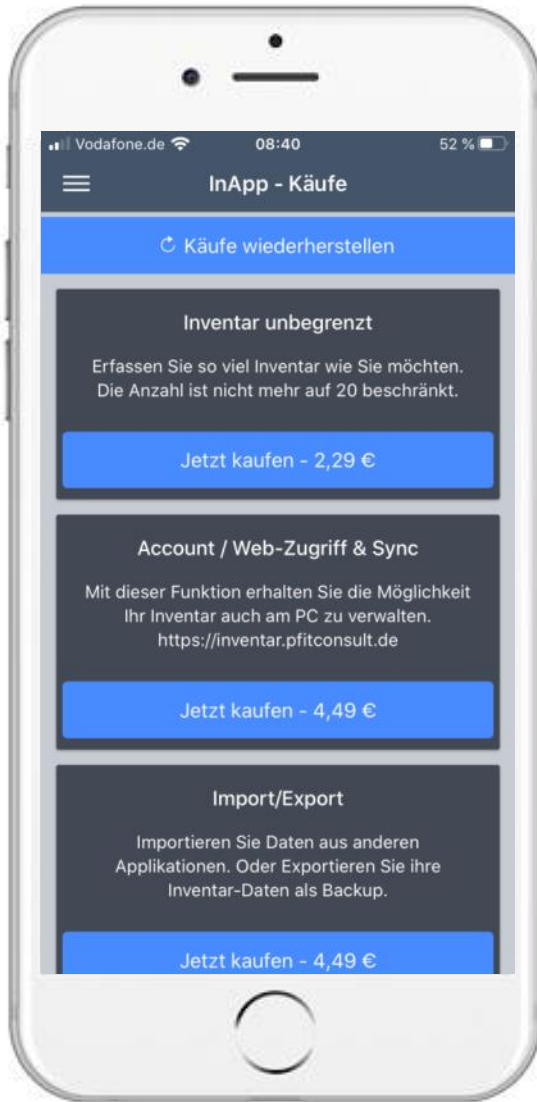 Vodafone.de 08:40 52 %
InApp - Käufe
Käufe wiederherstellen
Inventar unbegrenzt
Erfassen Sie so viel Inventar wie Sie möchten.
Die Anzahl ist nicht mehr auf 20 beschränkt.
Jetzt kaufen - 2,29 €
Account / Web-Zugriff & Sync
Mit dieser Funktion erhalten Sie die Möglichkeit
Ihr Inventar auch am PC zu verwalten.
https://inventar.pfitconsult.de
Jetzt kaufen - 4,49 €
Import/Export
Importieren Sie Daten aus anderen
Applikationen. Oder Exportieren Sie ihre
Inventar-Daten als Backup.
Jetzt kaufen - 4,49 €